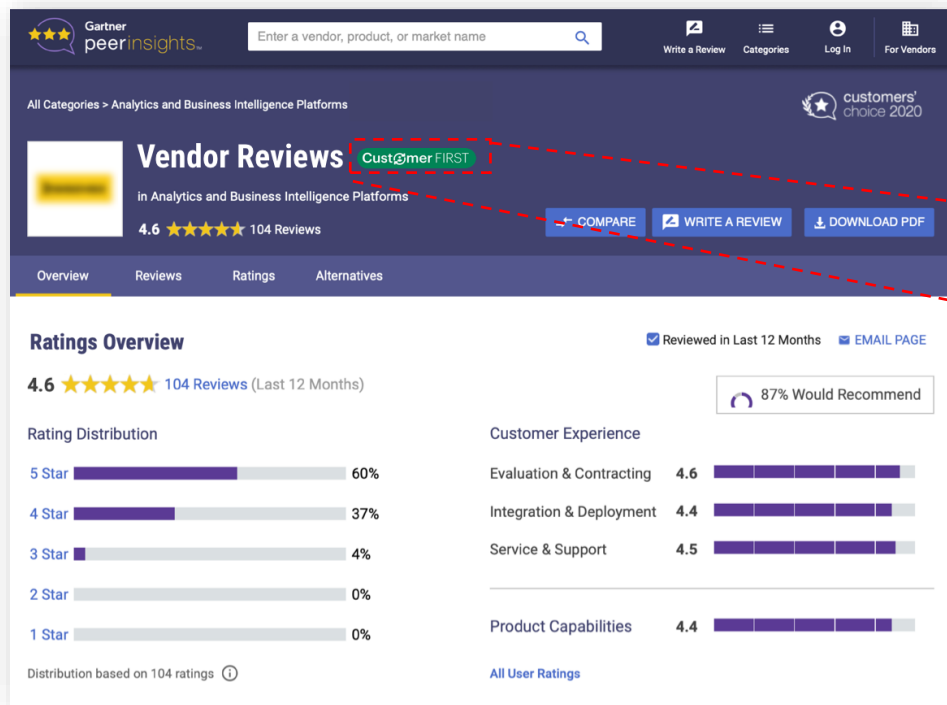 Gartner
peerinsights™
Enter a vendor, product, or market name
Write a Review
Categories
Log In
For Vendors
All Categories > Analytics and Business Intelligence Platforms
customers'
choice 2020
Vendor Reviews Customer FIRST
in Analytics and Business Intelligence Platforms
4.6 104 Reviews
COMPARE
WRITE A REVIEW
DOWNLOAD PDF
Overview
Reviews
Ratings
Alternatives
Ratings Overview
Reviewed in Last 12 Months
EMAIL PAGE
4.6 104 Reviews (Last 12 Months)
87% Would Recommend
Rating Distribution
5 Star 60%
4 Star 37%
3 Star 4%
2 Star 0%
1 Star 0%
Distribution based on 104 ratings
Customer Experience
Evaluation & Contracting 4.6
Integration & Deployment 4.4
Service & Support 4.5
Product Capabilities 4.4
All User Ratings